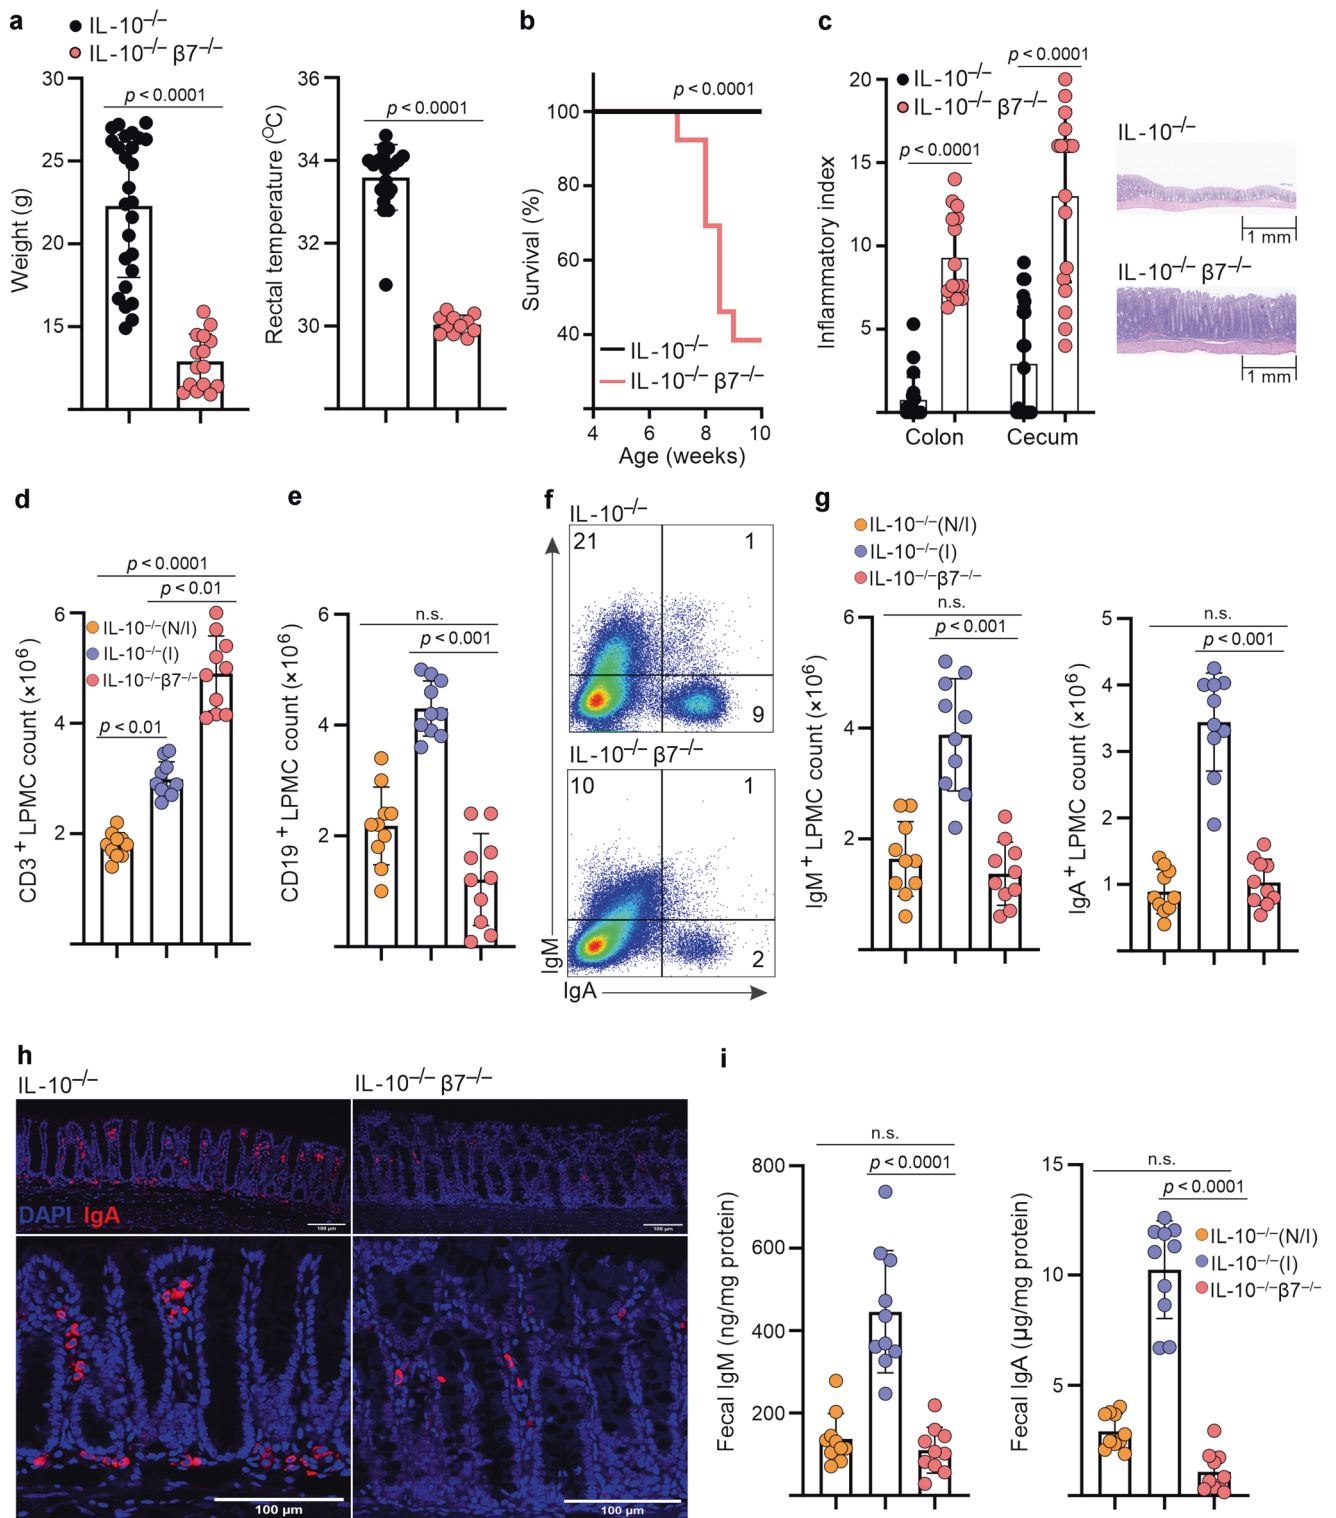 a
IL-10–/–
IL-10–/– β7–/–
30
25
20
15
Weight (g)
p < 0.0001
36
34
32
30
Rectal temperature (OC)
p < 0.0001
b
p < 0.0001
100
80
60
40
Survival (%)
IL-10–/–
IL-10–/– β7–/–
4 6 8 10
Age (weeks)
c
p < 0.0001
IL-10–/–
IL-10–/– β7–/–
p < 0.0001
20
15
10
5
Inflammatory index
Colon Cecum
IL-10–/–
1 mm
IL-10–/– β7–/–
1 mm
d
p < 0.0001
p < 0.01
IL-10–/–(N/I)
IL-10–/–(I)
IL-10–/–β7–/–
p < 0.01
6
4
2
CD3+ LPMC count (×106)
e
n.s.
p < 0.001
6
4
2
CD19+ LPMC count (×106)
f
IL-10–/–
21 1
9
IL-10–/– β7–/–
10 1
2
IgM
IgA
g
IL-10–/–(N/I)
IL-10–/–(I)
IL-10–/–β7–/–
n.s.
p < 0.001
6
4
2
IgM+ LPMC count (×106)
n.s.
p < 0.001
5
4
3
2
1
IgA+ LPMC count (×106)
h
IL-10–/–
IL-10–/– β7–/–
DAPI IgA
100 µm
100 µm
100 µm
100 µm
i
n.s.
p < 0.0001
800
600
400
200
Fecal IgM (ng/mg protein)
n.s.
p < 0.0001
IL-10–/–(N/I)
IL-10–/–(I)
IL-10–/–β7–/–
15
10
5
Fecal IgA (µg/mg protein)